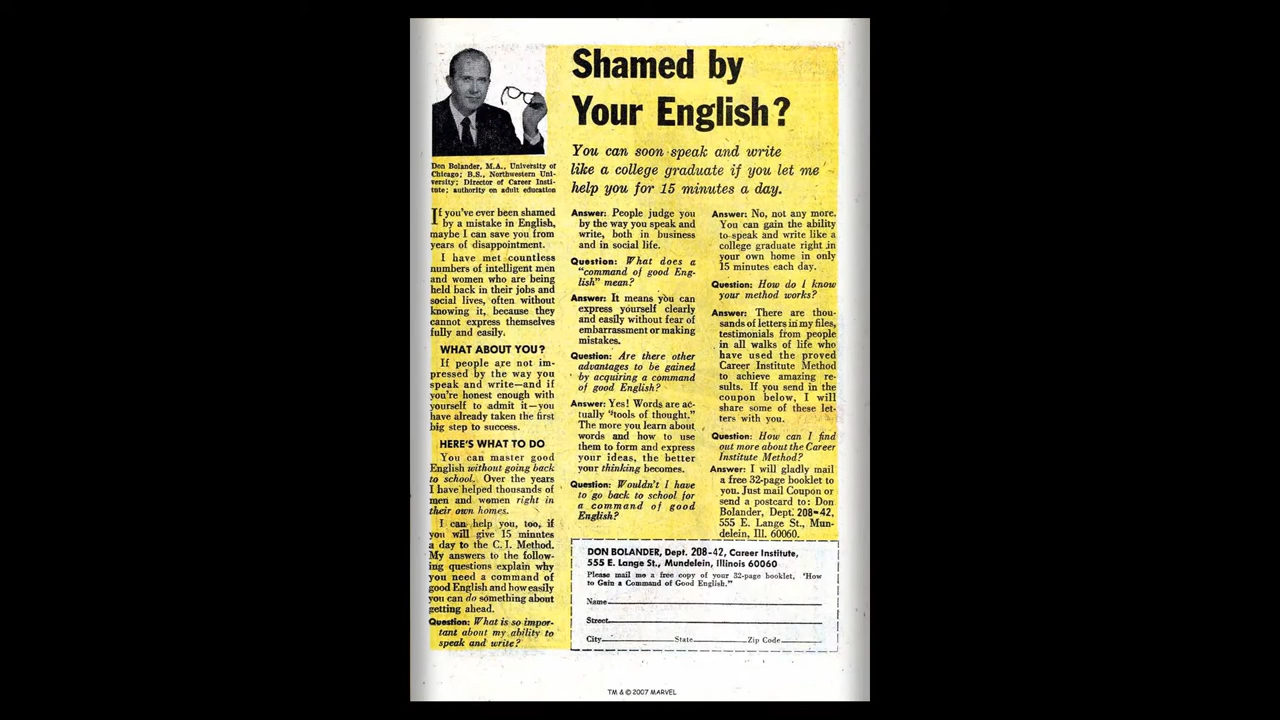 Shamed by
Your English?
You can soon speak and write
like a college graduate if you let me
help you for 15 minutes a day.
Don Bolander, M.A., University of
Chicago; B.S., Northwestern Uni-
versity; Director of Career Insti-
tute; authority on adult education
If you've ever been shamed
by a mistake in English,
maybe I can save you from
years of disappointment.
I have met countless
numbers of intelligent men
and women who are being
held back in their jobs and
social lives, often without
knowing it, because they
cannot express themselves
fully and easily.
WHAT ABOUT YOU?
If people are not im-
pressed by the way you
speak and write—and if
you're honest enough with
yourself to admit it—you
have already taken the first
big step to success.
HERE'S WHAT TO DO
You can master good
English without going back
to school. Over the years
I have helped thousands of
men and women right in
their own homes.
I can help you, too, if
you will give 15 minutes
a day to the C. I. Method.
My answers to the follow-
ing questions explain why
you need a command of
good English and how easily
you can do something about
getting ahead.
Question: What is so impor-
tant about my ability to
speak and write?
Answer: People judge you
by the way you speak and
write, both in business
and in social life.
Question: What does a
"command of good Eng-
lish" mean?
Answer: It means you can
express yourself clearly
and easily without fear of
embarrassment or making
mistakes.
Question: Are there other
advantages to be gained
by acquiring a command
of good English?
Answer: Yes! Words are ac-
tually "tools of thought."
The more you learn about
words and how to use
them to form and express
your ideas, the better
your thinking becomes.
Question: Wouldn't I have
to go back to school for
a command of good
English?
Answer: No, not any more.
You can gain the ability
to speak and write like a
college graduate right in
your own home in only
15 minutes each day.
Question: How do I know
your method works?
Answer: There are thou-
sands of letters in my files,
testimonials from people
in all walks of life who
have used the proved
Career Institute Method
to achieve amazing re-
sults. If you send in the
coupon below, I will
share some of these let-
ters with you.
Question: How can I find
out more about the Career
Institute Method?
Answer: I will gladly mail
a free 32-page booklet to
you. Just mail Coupon or
send a postcard to: Don
Bolander, Dept. 208-42,
555 E. Lange St., Mun-
delein, Ill. 60060.
DON BOLANDER, Dept. 208-42, Career Institute,
555 E. Lange St., Mundelein, Illinois 60060
Please mail me a free copy of your 32-page booklet, "How
to Gain a Command of Good English."
Name
Street
City State Zip Code
TM & © 2007 MARVEL